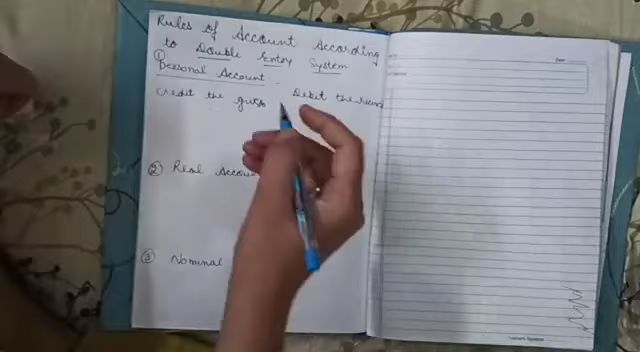 Rules of Account According
to Double Entry System
① Personal Account :-
Credit the giver Debit the
② Real
③ Nominal
Date